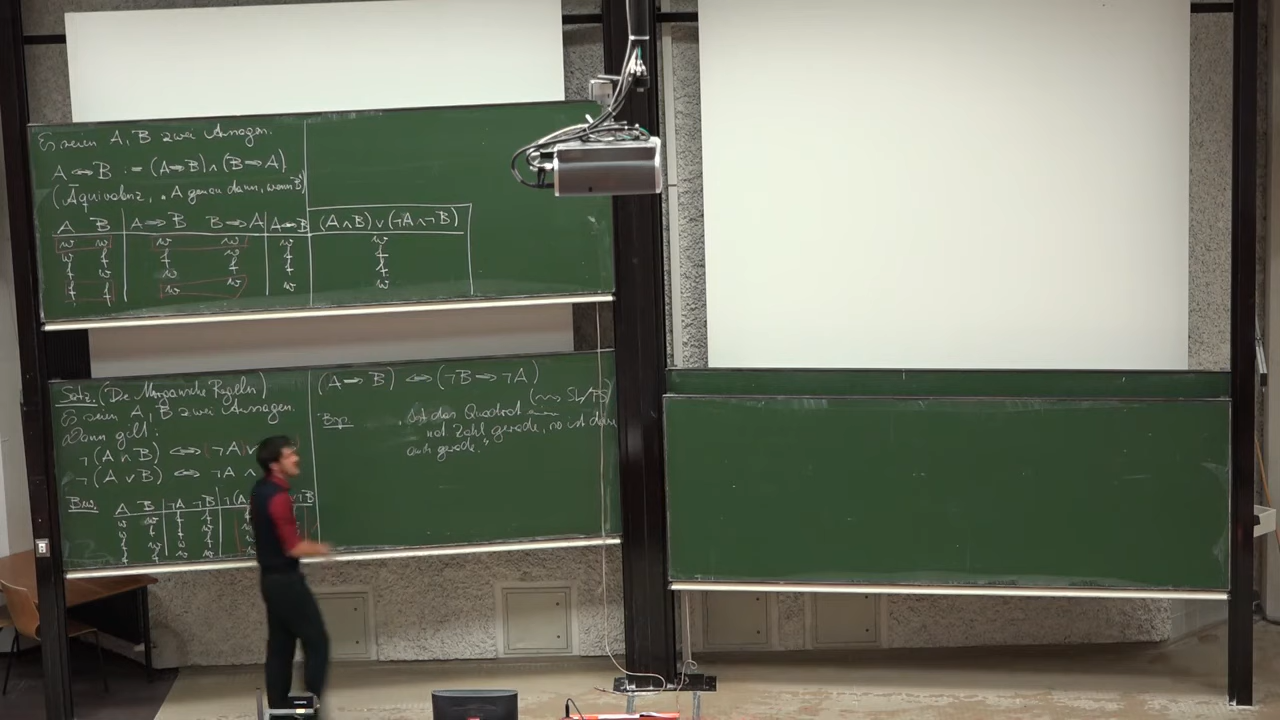 Es seien A, B zwei Aussagen.
A ⇔ B := (A ⇒ B) ∧ (B ⇒ A)
(Äquivalenz, „A genau dann, wenn B")
A B A ⇒ B B ⇒ A A ⇔ B (A ∧ B) ∨ (¬A ∧ ¬B)
w w w w w w
w f f w f f
f w w f f f
f f w w w w
Satz. (De Morgansche Regeln)
Es seien A, B zwei Aussagen.
Dann gilt:
¬(A ∧ B) ⇔ ¬A ∨
¬(A ∨ B) ⇔ ¬A ∧
Bew. A B ¬A ¬B ¬(A ∨ ¬B
w w f f
w f f w
f w w f
f f w w
(A ⇒ B) ⇔ (¬B ⇒ ¬A)
Bsp. „Ist das Quadrat einer
nat. Zahl gerade, so ist diese
auch gerade."